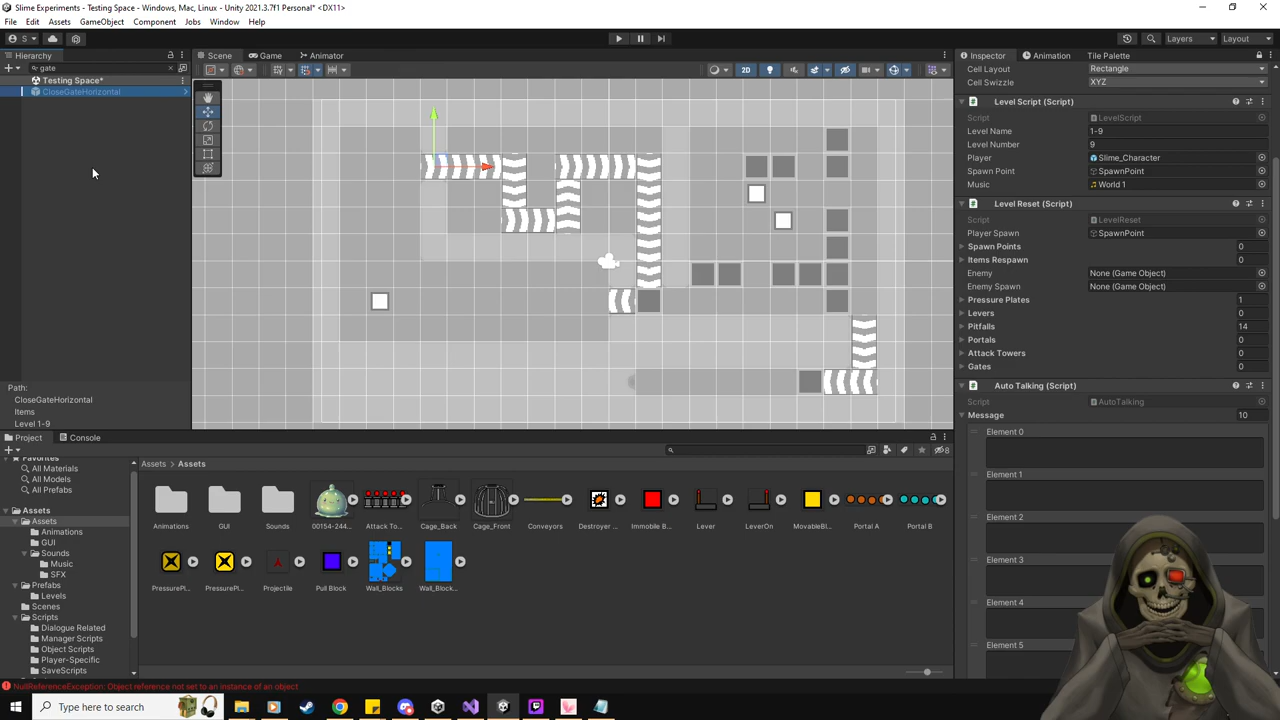 Slime Experiments - Testing Space - Windows, Mac, Linux - Unity 2021.3.7f1 Personal* <DX11>
File Edit Assets GameObject Component Jobs Window Help
S Layers Layout
Hierarchy
gate
Testing Space*
CloseGateHorizontal
Path:
CloseGateHorizontal
Items
Level 1-9
Scene Game Animator
2D
Inspector Animation Tile Palette
Cell Layout Rectangle
Cell Swizzle XYZ
Level Script (Script)
Script LevelScript
Level Name 1-9
Level Number 9
Player Slime_Character
Spawn Point SpawnPoint
Music World 1
Level Reset (Script)
Script LevelReset
Player Spawn SpawnPoint
Spawn Points 0
Items Respawn 0
Enemy None (Game Object)
Enemy Spawn None (Game Object)
Pressure Plates 1
Levers 0
Pitfalls 14
Portals 0
Attack Towers 0
Gates 0
Auto Talking (Script)
Script AutoTalking
Message 10
Element 0
Element 1
Element 2
Element 3
Element 4
Element 5
Project Console
8
Favorites
All Materials
All Models
All Prefabs
Assets
Assets
Animations
GUI
Sounds
Music
SFX
Prefabs
Levels
Scenes
Scripts
Dialogue Related
Manager Scripts
Object Scripts
Player-Specific
SaveScripts
Assets > Assets
Animations GUI Sounds 00154-244... Attack To... Cage_Back Cage_Front Conveyors Destroyer ... Immobile B... Lever LeverOn MovableBl... Portal A Portal B
PressurePl... PressurePl... Projectile Pull Block Wall_Blocks Wall_Block...
NullReferenceException: Object reference not set to an instance of an object
Type here to search